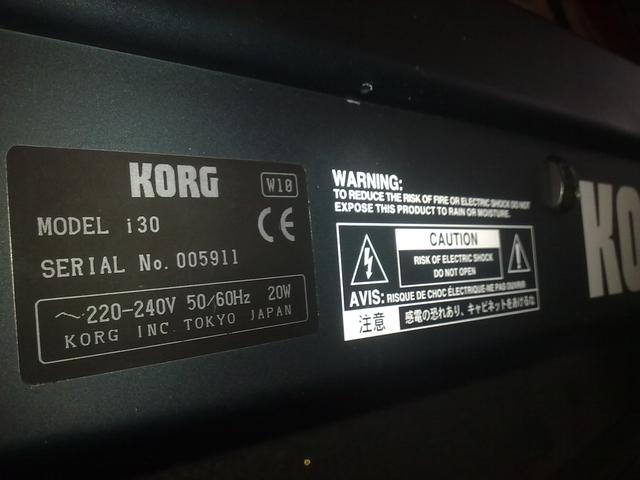 KORG
W10
MODEL i30
SERIAL No. 005911
220-240V 50/60Hz 20W
KORG INC. TOKYO JAPAN
WARNING:
TO REDUCE THE RISK OF FIRE OR ELECTRIC SHOCK DO NOT
EXPOSE THIS PRODUCT TO RAIN OR MOISTURE.
CAUTION
RISK OF ELECTRIC SHOCK
DO NOT OPEN
AVIS: RISQUE DE CHOC ÉLECTRIQUE-NE PAS OUVRIR
注意 感電の恐れあり、キャビネットをあけるな
KO